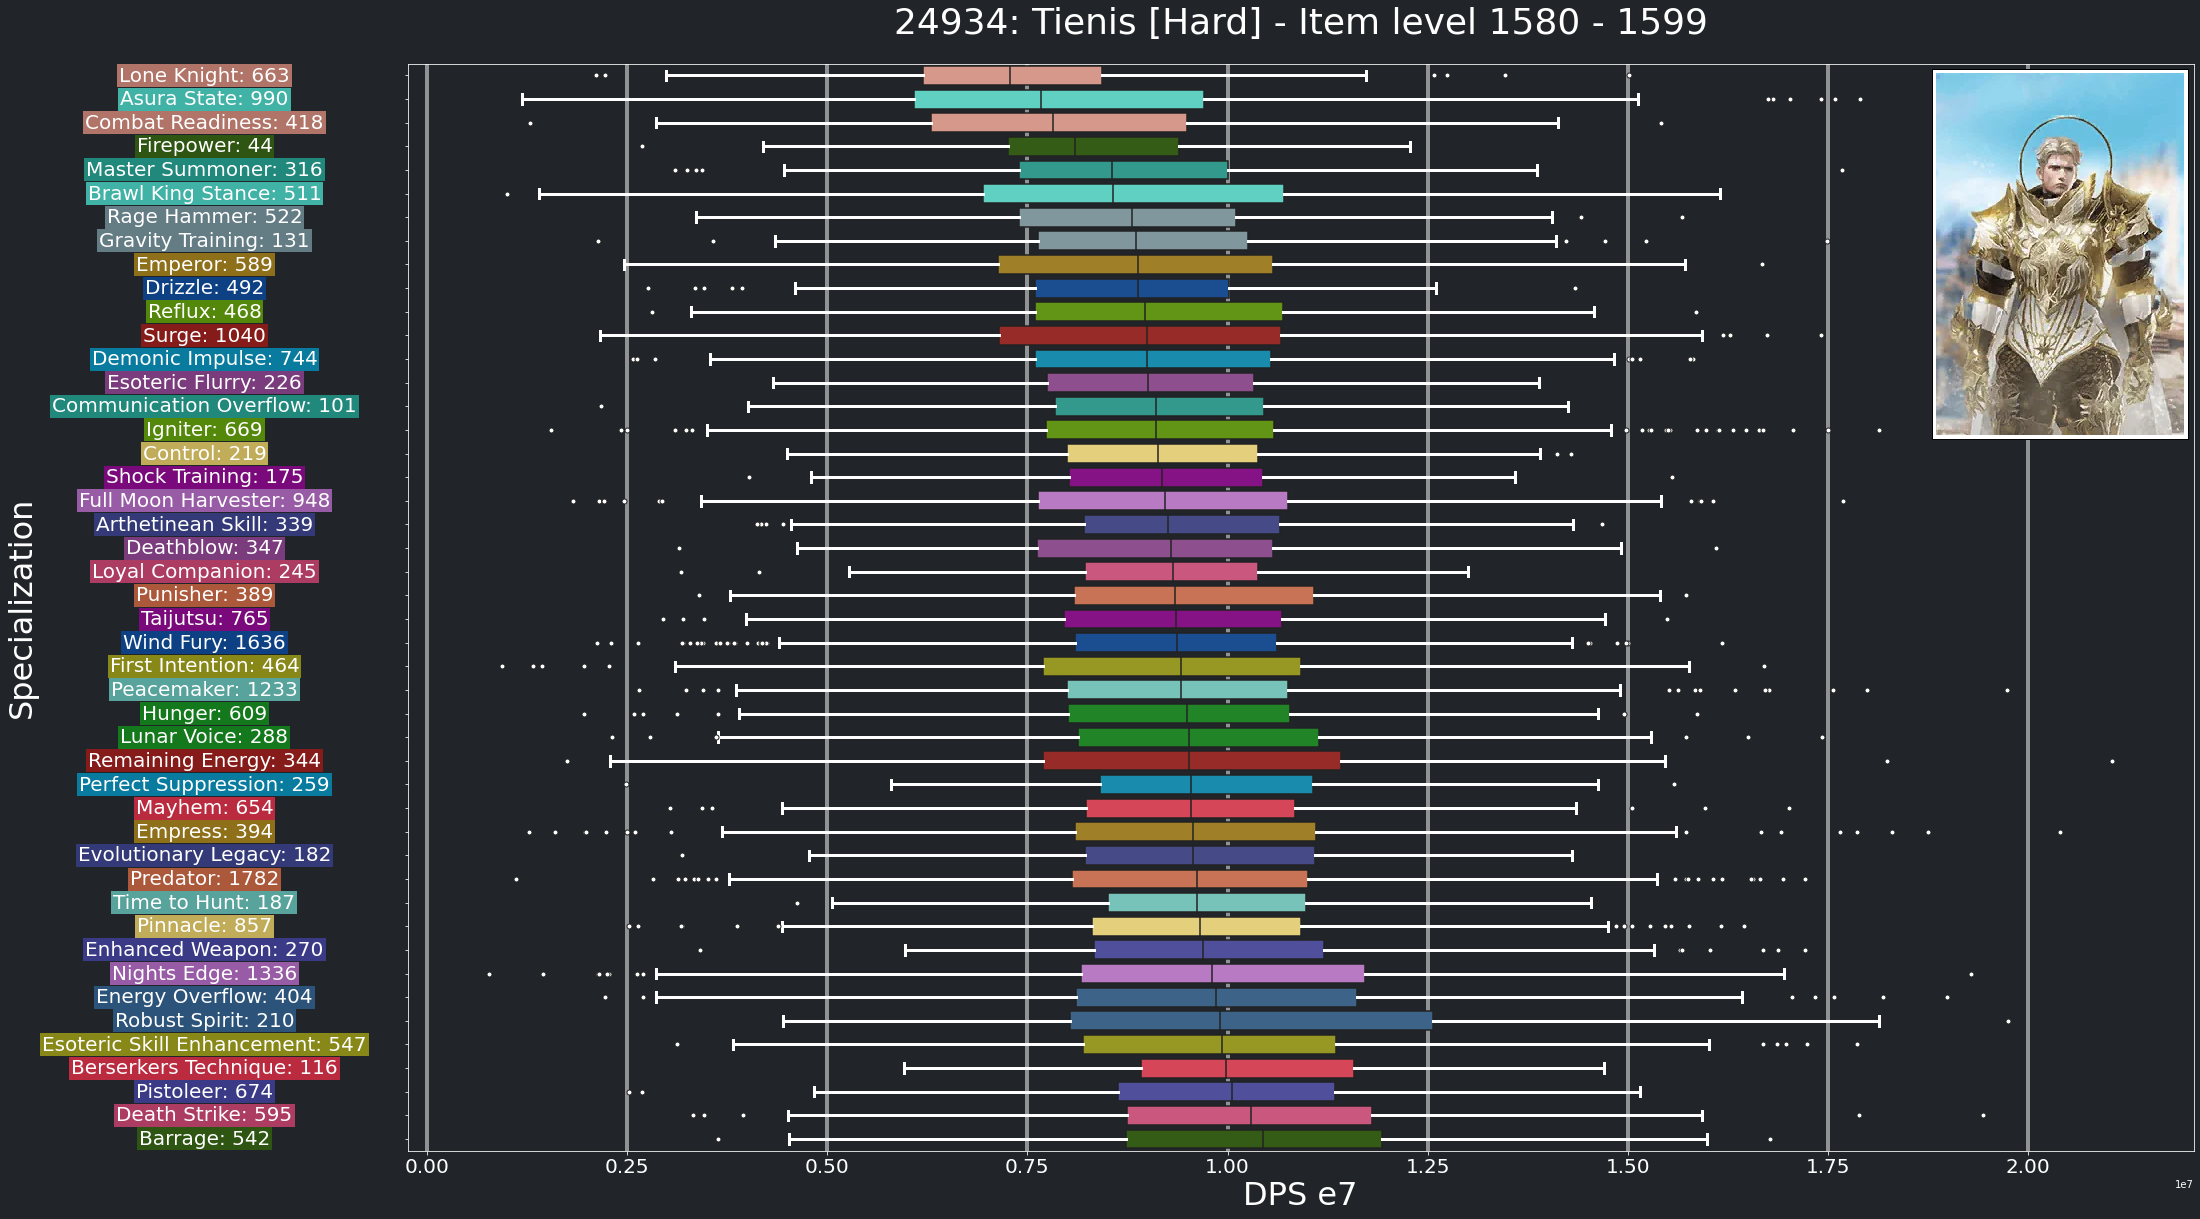 24934: Tienis [Hard] - Item level 1580 - 1599
Specialization
Lone Knight: 663
Asura State: 990
Combat Readiness: 418
Firepower: 44
Master Summoner: 316
Brawl King Stance: 511
Rage Hammer: 522
Gravity Training: 131
Emperor: 589
Drizzle: 492
Reflux: 468
Surge: 1040
Demonic Impulse: 744
Esoteric Flurry: 226
Communication Overflow: 101
Igniter: 669
Control: 219
Shock Training: 175
Full Moon Harvester: 948
Arthetinean Skill: 339
Deathblow: 347
Loyal Companion: 245
Punisher: 389
Taijutsu: 765
Wind Fury: 1636
First Intention: 464
Peacemaker: 1233
Hunger: 609
Lunar Voice: 288
Remaining Energy: 344
Perfect Suppression: 259
Mayhem: 654
Empress: 394
Evolutionary Legacy: 182
Predator: 1782
Time to Hunt: 187
Pinnacle: 857
Enhanced Weapon: 270
Nights Edge: 1336
Energy Overflow: 404
Robust Spirit: 210
Esoteric Skill Enhancement: 547
Berserkers Technique: 116
Pistoleer: 674
Death Strike: 595
Barrage: 542
0.00 0.25 0.50 0.75 1.00 1.25 1.50 1.75 2.00
1e7
DPS e7